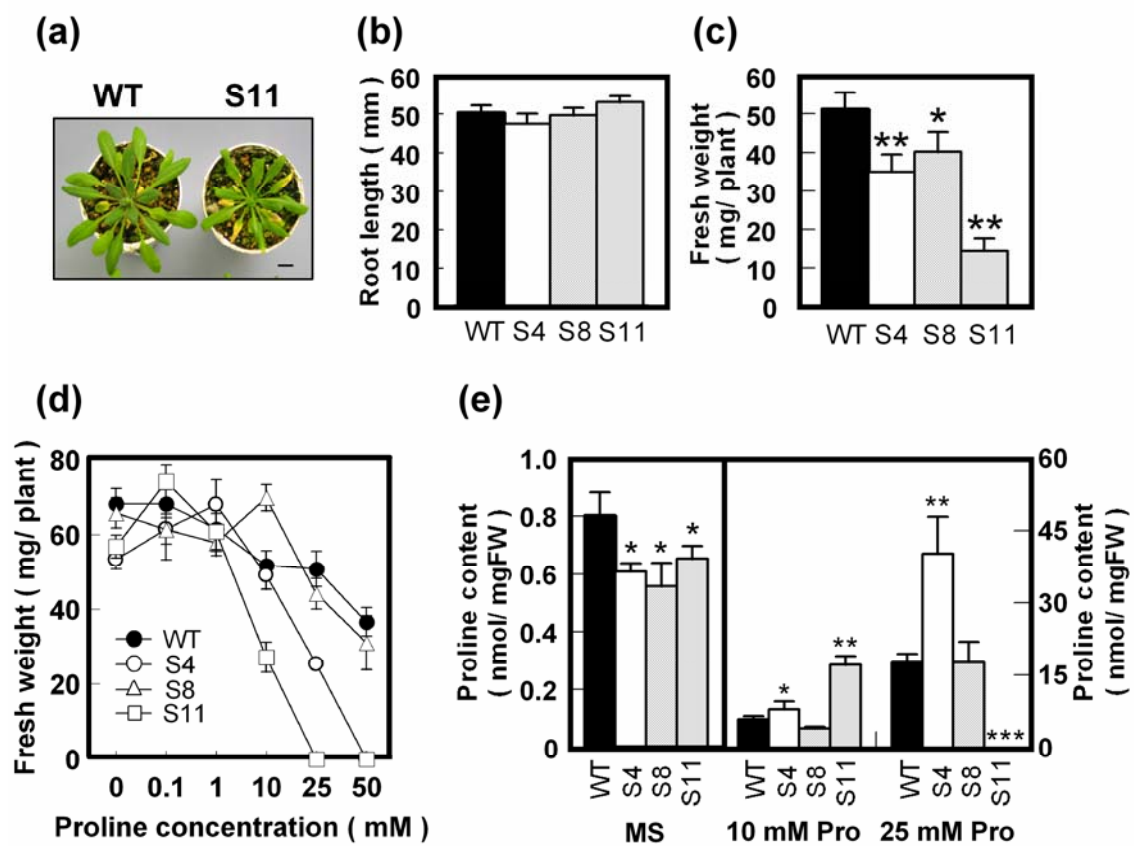 (a)
WT S11
(b)
Root length ( mm )
60
50
40
30
20
10
0
WT S4 S8 S11
(c)
Fresh weight
( mg/ plant )
60
50
40
30
20
10
0
**
*
**
WT S4 S8 S11
(d)
Fresh weight ( mg/ plant )
80
60
40
20
0
WT
S4
S8
S11
0 0.1 1 10 25 50
Proline concentration ( mM )
(e)
Proline content
( nmol/ mgFW )
1.0
0.8
0.6
0.4
0.2
0
* * *
* **
** ***
60
45
30
15
0
Proline content
( nmol/ mgFW )
WT S4 S8 S11 WT S4 S8 S11 WT S4 S8 S11
MS 10 mM Pro 25 mM Pro